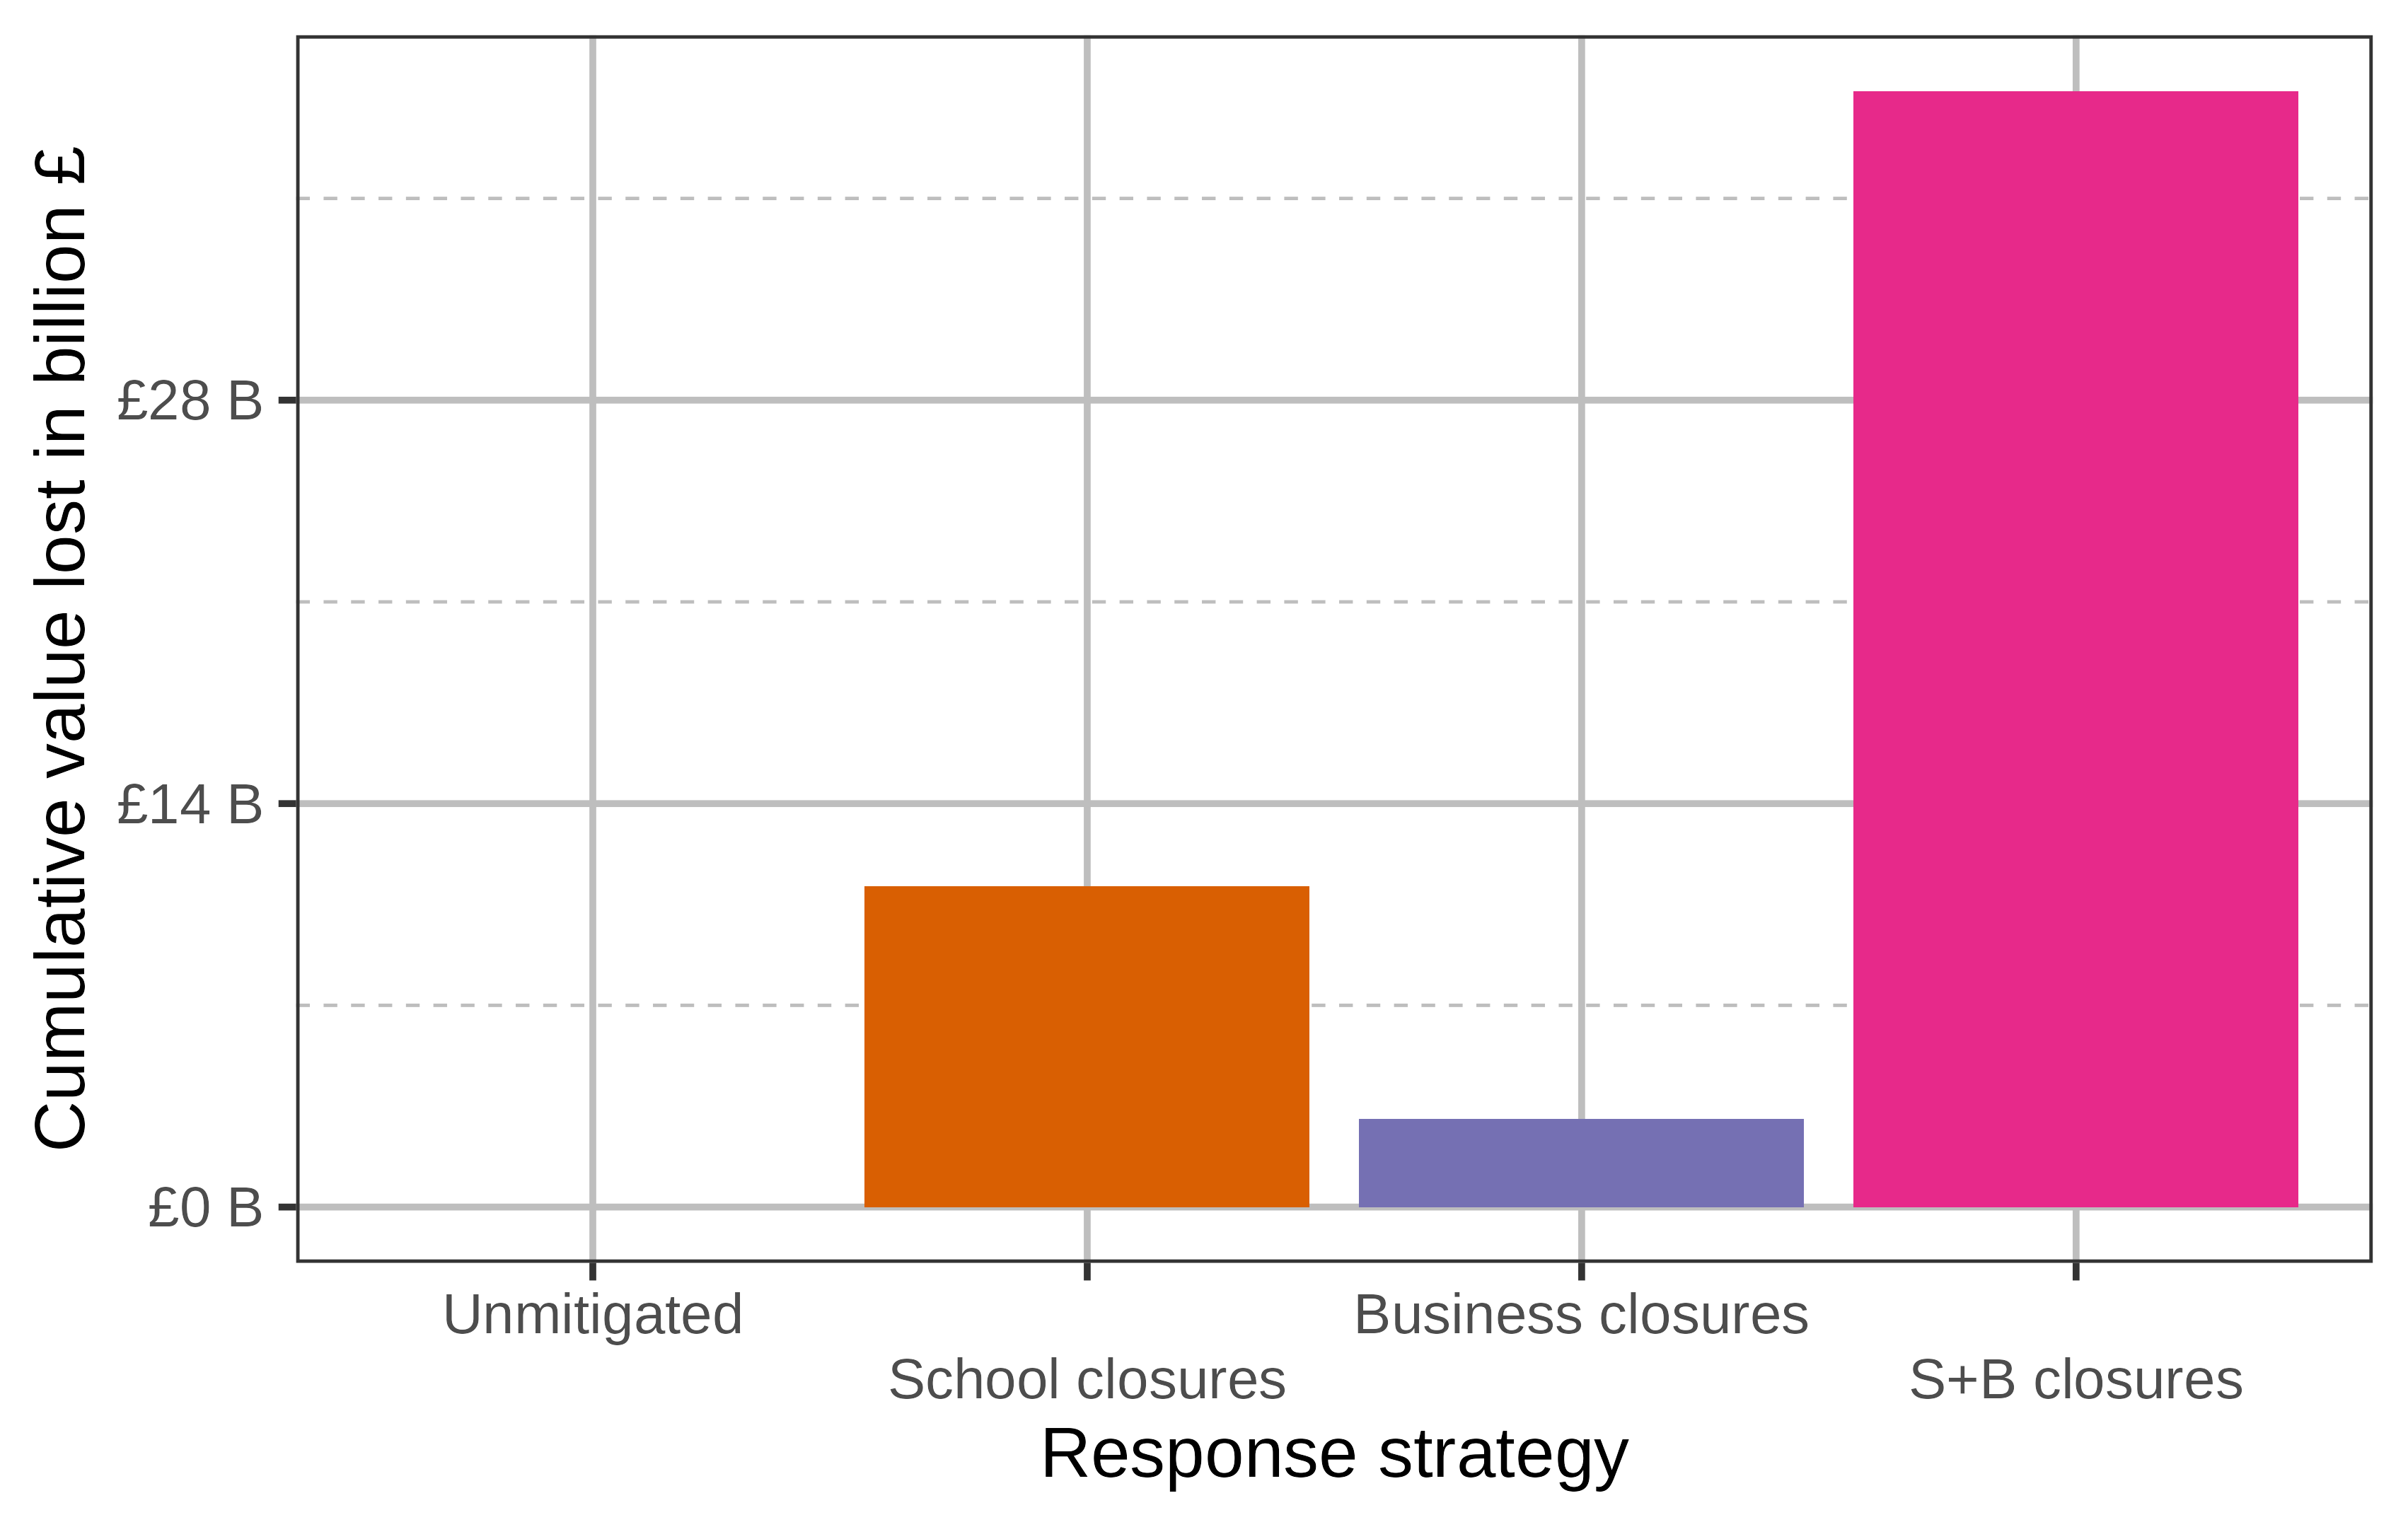 Cumulative value lost in billion £
£28 B
£14 B
£0 B
Unmitigated
Business closures
School closures
S+B closures
Response strategy